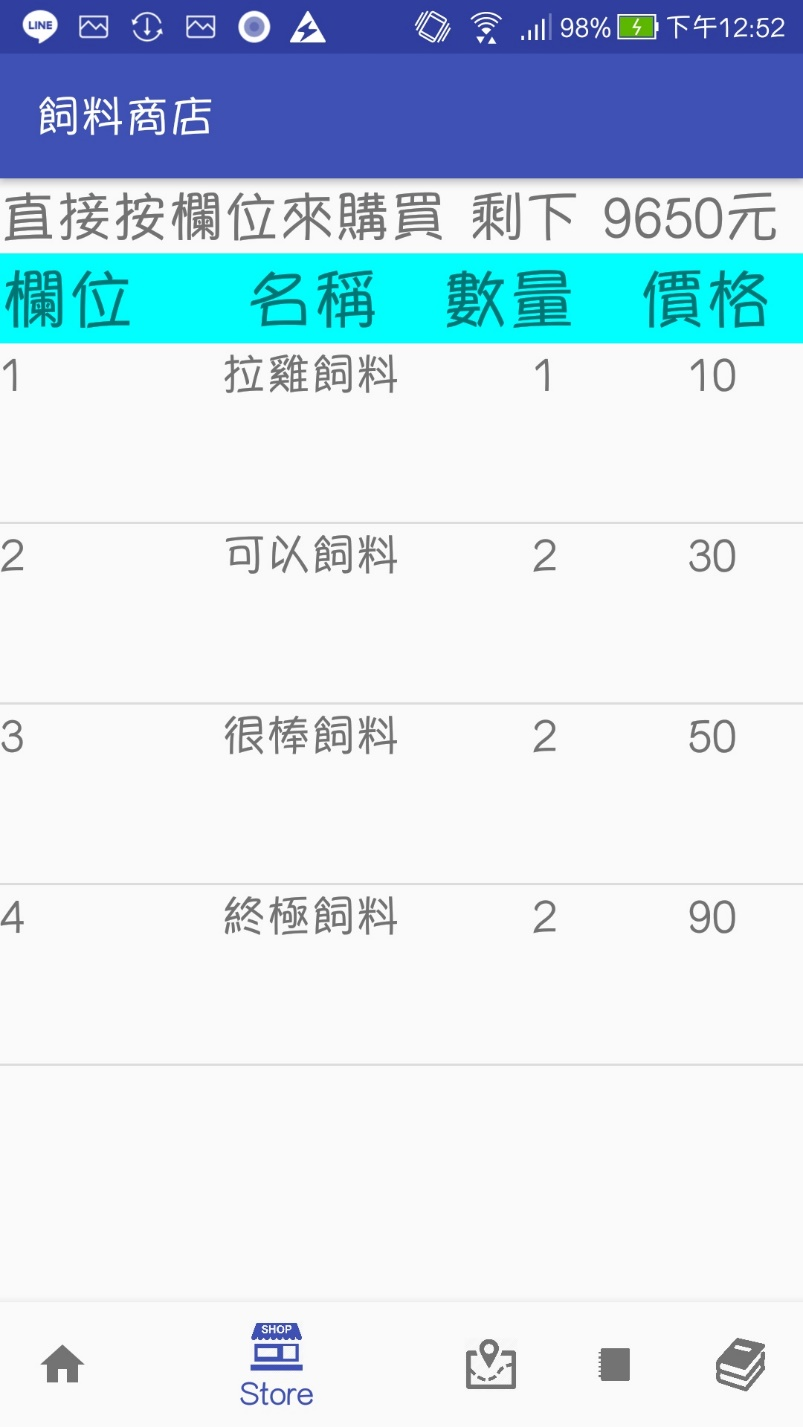 LINE 98% 下午12:52
飼料商店
直接按欄位來購買 剩下 9650元
欄位 名稱 數量 價格
1 拉雞飼料 1 10
2 可以飼料 2 30
3 很棒飼料 2 50
4 終極飼料 2 90
SHOP
Store